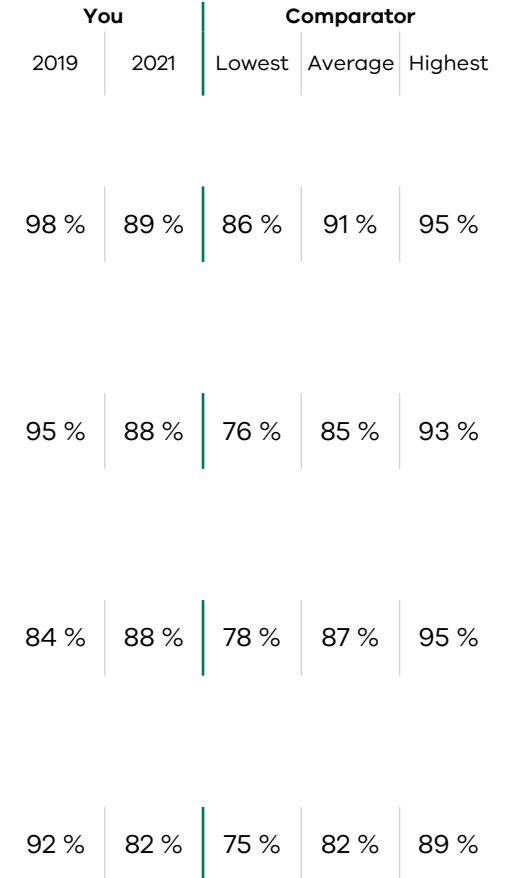 You Comparator
2019 2021 Lowest Average Highest
98 % 89 % 86 % 91 % 95 %
95 % 88 % 76 % 85 % 93 %
84 % 88 % 78 % 87 % 95 %
92 % 82 % 75 % 82 % 89 %